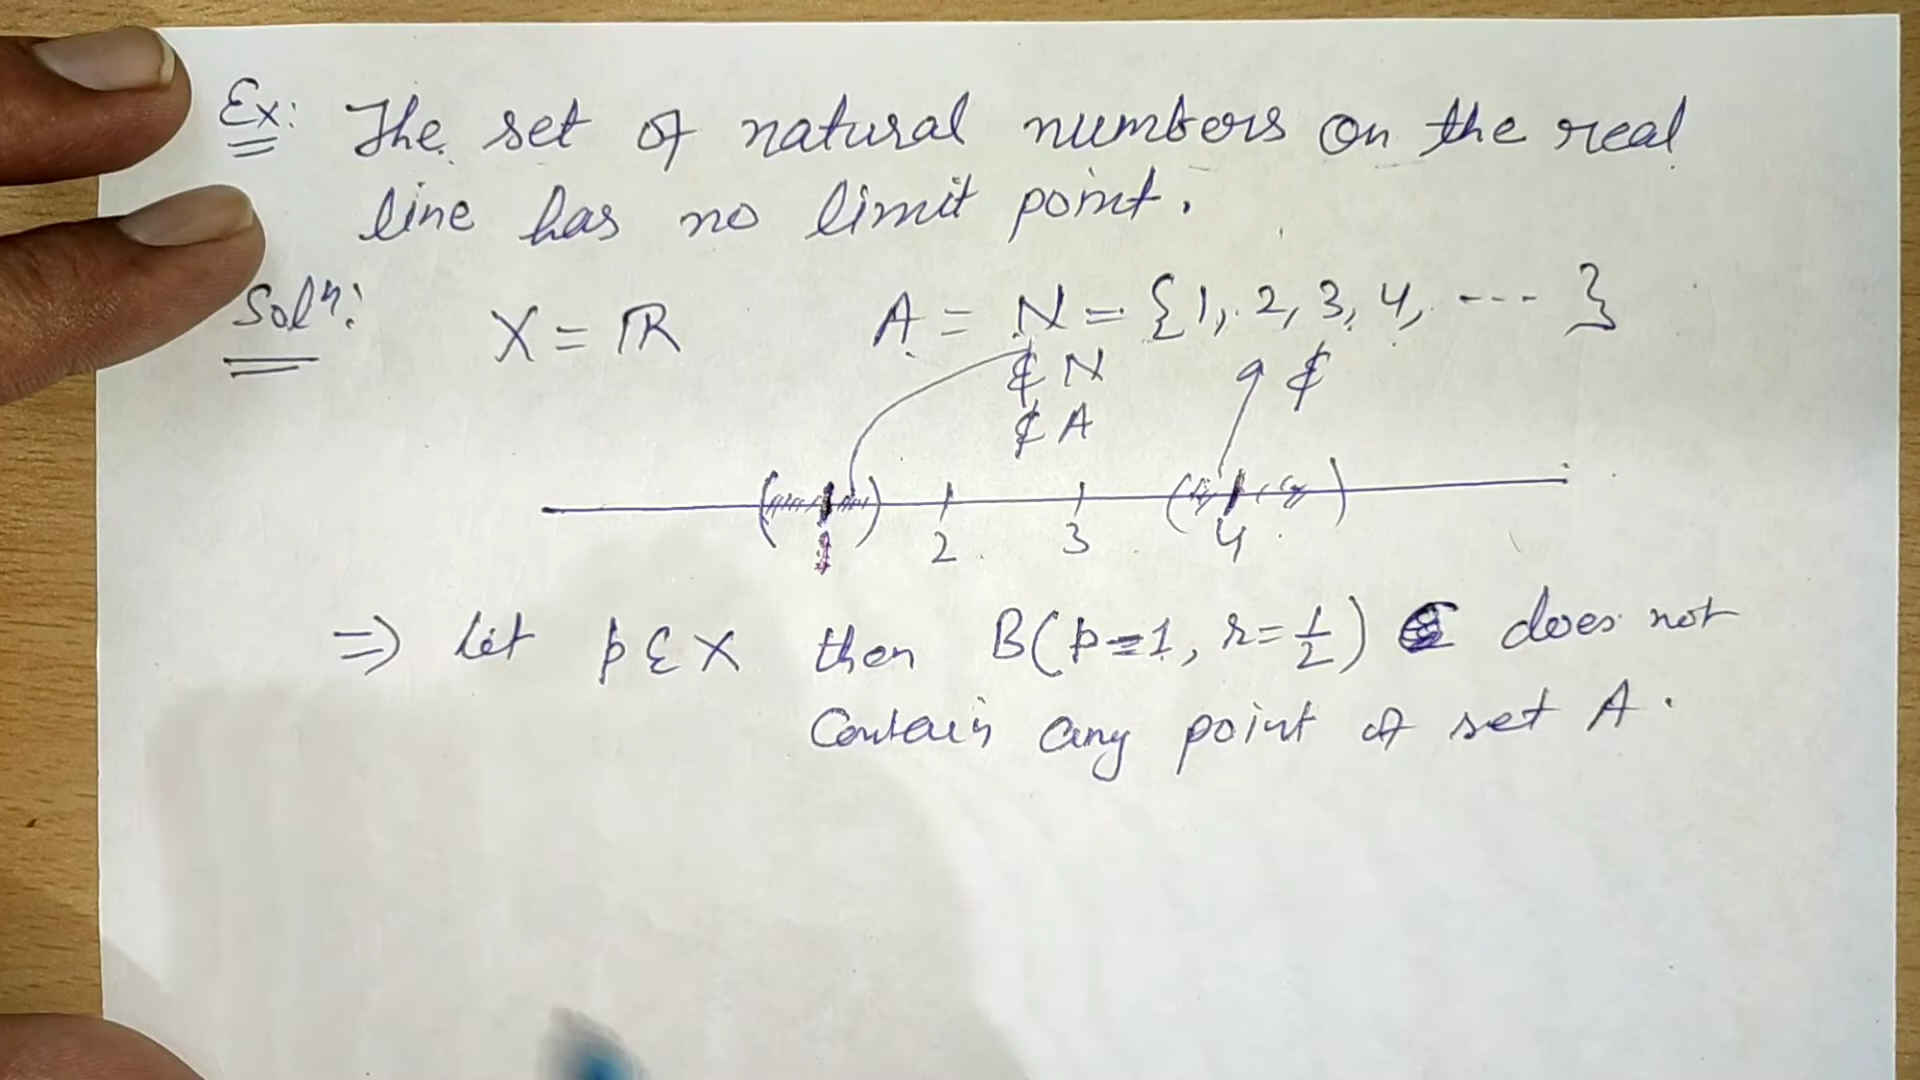 Ex: The set of natural numbers on the real
line has no limit point.
Solⁿ: X = ℝ A = N = {1, 2, 3, 4, --- }
∉ N ∉
∉ A
1 2 3 4
⇒ Let p ∈ X then B(p=1, r=1/2) does not
Contain any point of set A.